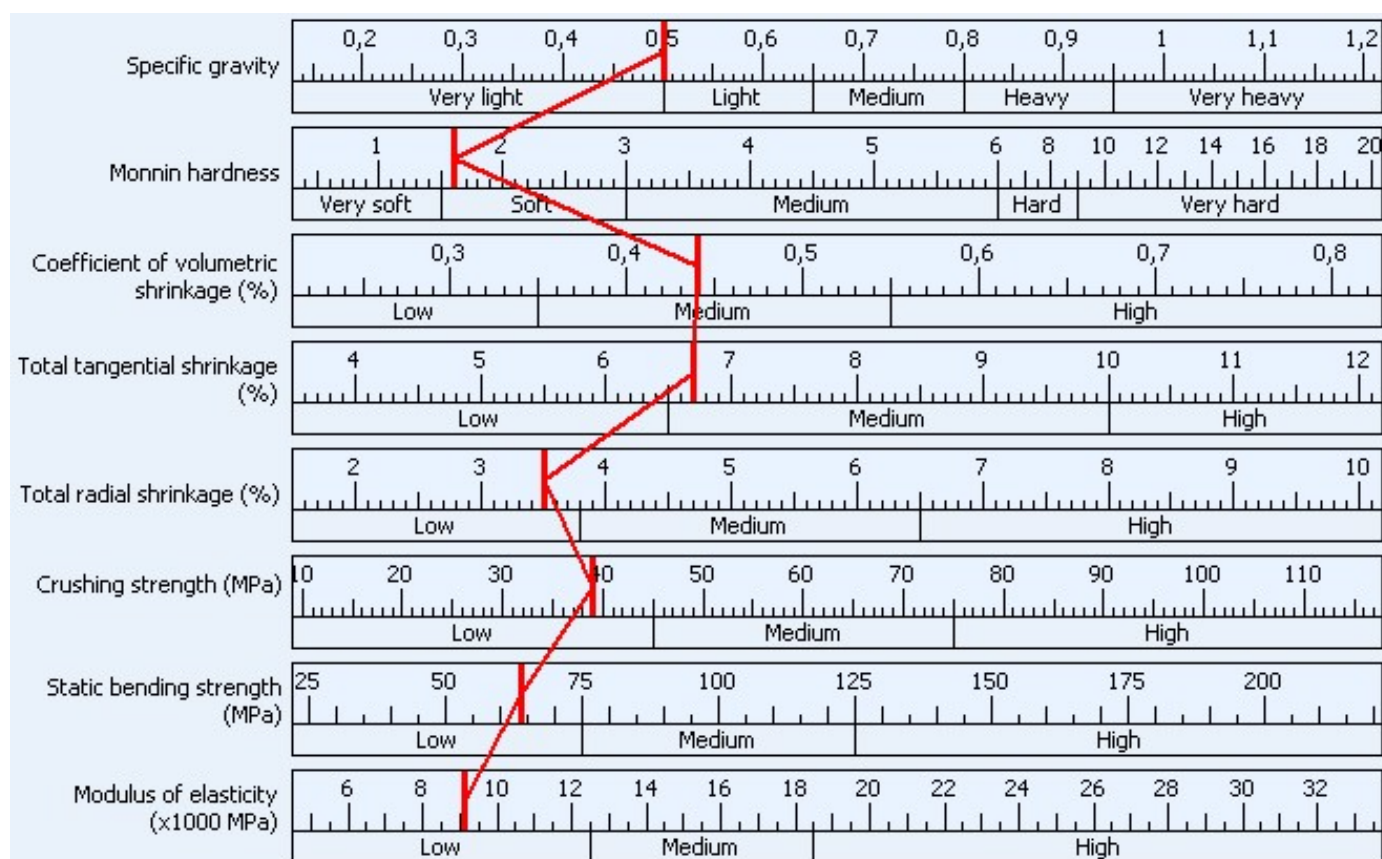 Specific gravity
0,2 0,3 0,4 0,5 0,6 0,7 0,8 0,9 1 1,1 1,2
Very light Light Medium Heavy Very heavy
Monnin hardness
1 2 3 4 5 6 8 10 12 14 16 18 20
Very soft Soft Medium Hard Very hard
Coefficient of volumetric
shrinkage (%)
0,3 0,4 0,5 0,6 0,7 0,8
Low Medium High
Total tangential shrinkage
(%)
4 5 6 7 8 9 10 11 12
Low Medium High
Total radial shrinkage (%)
2 3 4 5 6 7 8 9 10
Low Medium High
Crushing strength (MPa)
10 20 30 40 50 60 70 80 90 100 110
Low Medium High
Static bending strength
(MPa)
25 50 75 100 125 150 175 200
Low Medium High
Modulus of elasticity
(x1000 MPa)
6 8 10 12 14 16 18 20 22 24 26 28 30 32
Low Medium High